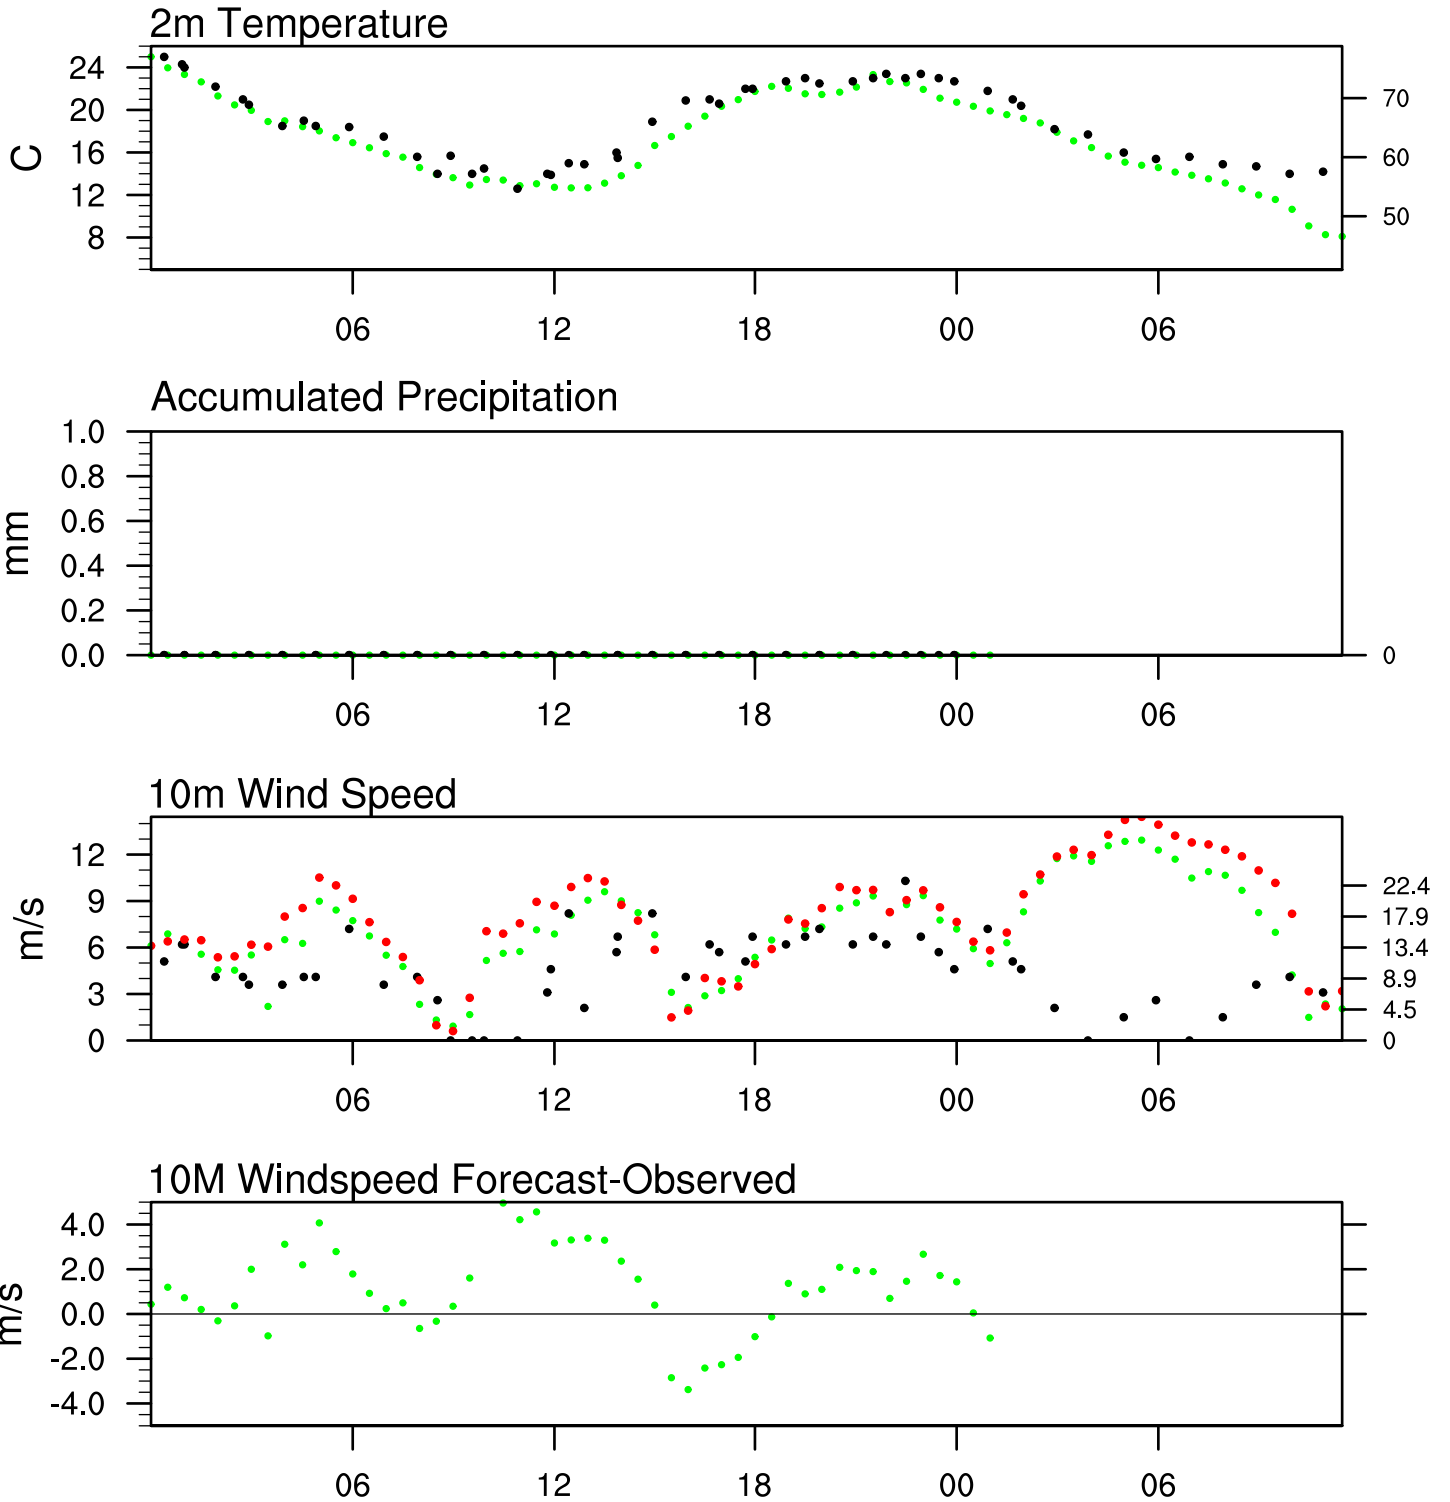 2m Temperature
24
20
16
12
8
C
70
60
50
06 12 18 00 06
Accumulated Precipitation
1.0
0.8
0.6
0.4
0.2
0.0
mm
0
06 12 18 00 06
10m Wind Speed
12
9
6
3
0
m/s
22.4
17.9
13.4
8.9
4.5
0
06 12 18 00 06
10M Windspeed Forecast-Observed
4.0
2.0
0.0
-2.0
-4.0
m/s
06 12 18 00 06